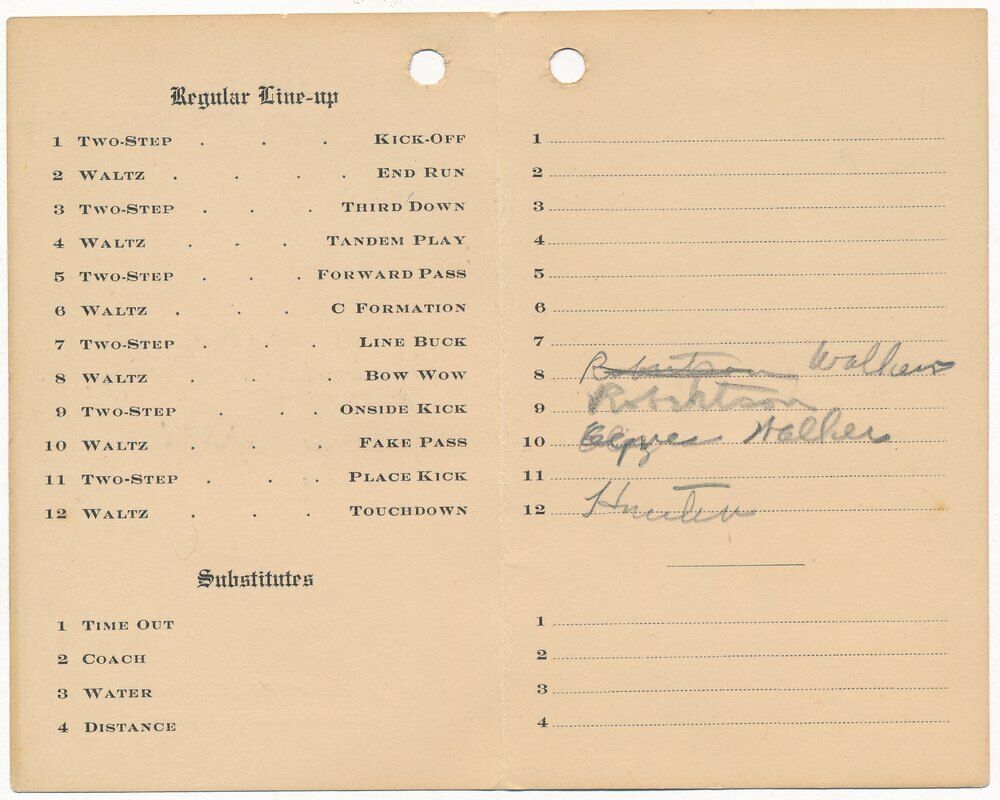 Regular Line-up
1 Two-Step . . . Kick-Off
2 Waltz . . . . End Run
3 Two-Step . . . Third Down
4 Waltz . . . Tandem Play
5 Two-Step . . . Forward Pass
6 Waltz . . . C Formation
7 Two-Step . . . Line Buck
8 Waltz . . . Bow Wow
9 Two-Step . . . Onside Kick
10 Waltz . . . Fake Pass
11 Two-Step . . . Place Kick
12 Waltz . . . Touchdown
Substitutes
1 Time Out
2 Coach
3 Water
4 Distance
1
2
3
4
5
6
7
8 Robertson Walker
9 Robertson
10 Walker
11
12 Hunter
1
2
3
4